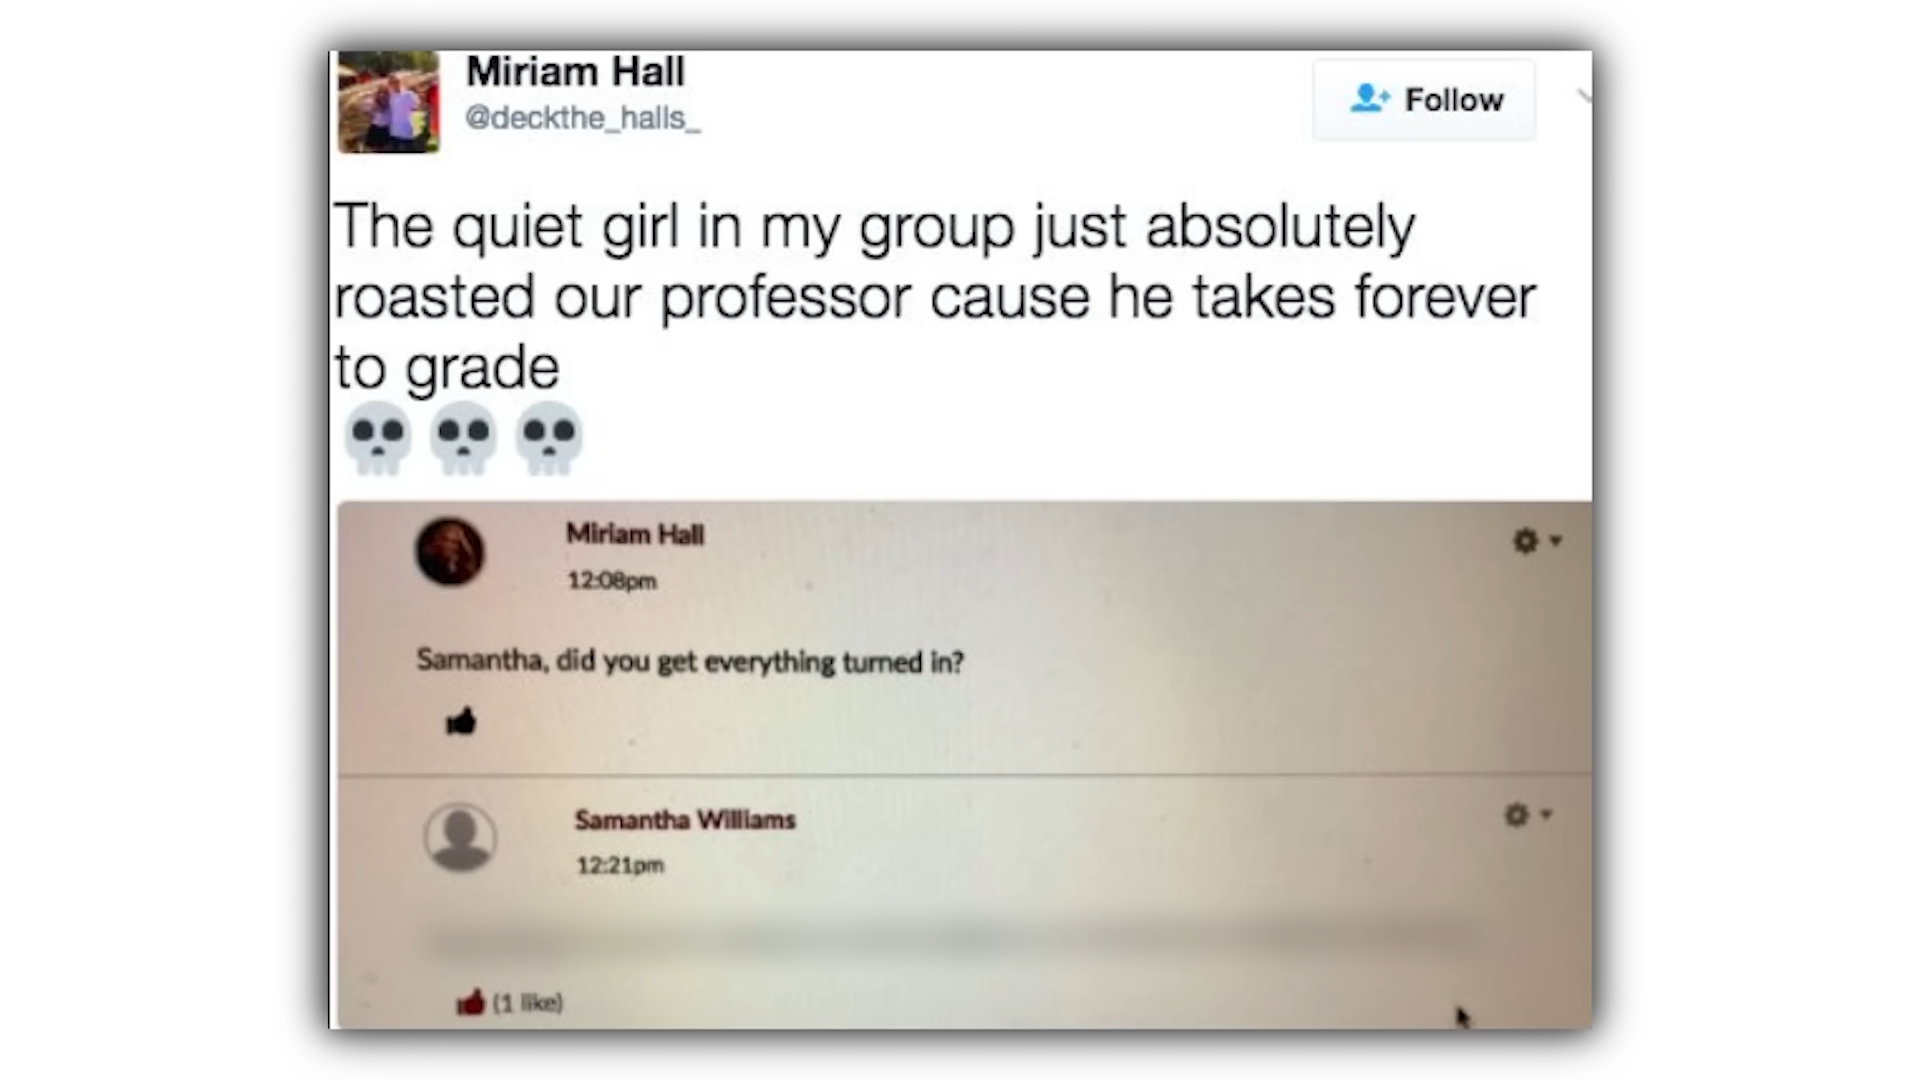 Miriam Hall
@deckthe_halls_
Follow
The quiet girl in my group just absolutely
roasted our professor cause he takes forever
to grade
Miriam Hall
12:08pm
Samantha, did you get everything turned in?
Samantha Williams
12:21pm
(1 like)